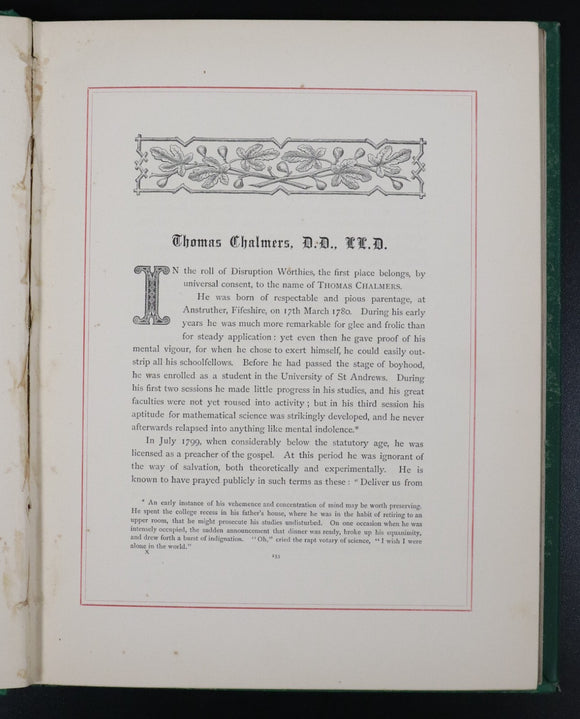 Thomas Chalmers, D.D., LL.D.
IN the roll of Disruption Worthies, the first place belongs, by
universal consent, to the name of THOMAS CHALMERS.
He was born of respectable and pious parentage, at
Anstruther, Fifeshire, on 17th March 1780. During his early
years he was much more remarkable for glee and frolic than
for steady application: yet even then he gave proof of his
mental vigour, for when he chose to exert himself, he could easily out-
strip all his schoolfellows. Before he had passed the stage of boyhood,
he was enrolled as a student in the University of St Andrews. During
his first two sessions he made little progress in his studies, and his great
faculties were not yet roused into activity; but in his third session his
aptitude for mathematical science was strikingly developed, and he never
afterwards relapsed into anything like mental indolence.*
In July 1799, when considerably below the statutory age, he was
licensed as a preacher of the gospel. At this period he was ignorant of
the way of salvation, both theoretically and experimentally. He is
known to have prayed publicly in such terms as these: "Deliver us from
* An early instance of his vehemence and concentration of mind may be worth preserving.
He spent the college recess in his father's house, where he was in the habit of retiring to an
upper room, that he might prosecute his studies undisturbed. On one occasion when he was
intensely occupied, the sudden announcement that dinner was ready, broke up his equanimity,
and drew forth a burst of indignation. "Oh," cried the rapt votary of science, "I wish I were
alone in the world."
X
153